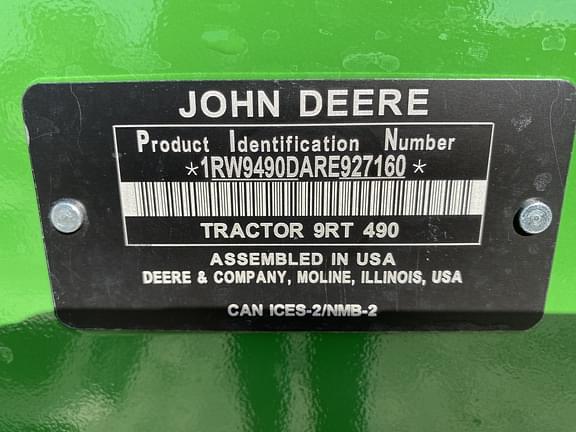 JOHN DEERE
Product Identification Number
*1RW9490DARE927160*
TRACTOR 9RT 490
ASSEMBLED IN USA
DEERE & COMPANY, MOLINE, ILLINOIS, USA
CAN ICES-2/NMB-2